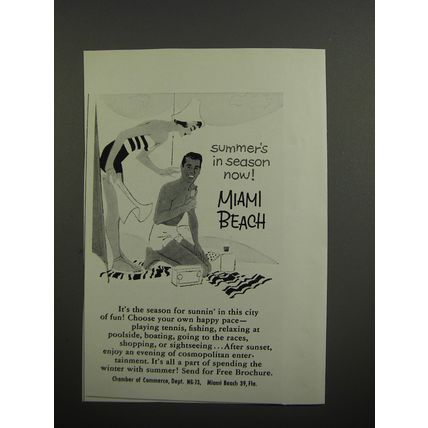 summer's
in season
now!
MIAMI
BEACH
It's the season for sunnin' in this city
of fun! Choose your own happy pace—
playing tennis, fishing, relaxing at
poolside, boating, going to the races,
shopping, or sightseeing...After sunset,
enjoy an evening of cosmopolitan enter-
tainment. It's all a part of spending the
winter with summer! Send for Free Brochure.
Chamber of Commerce, Dept. NG-73, Miami Beach 39, Fla.